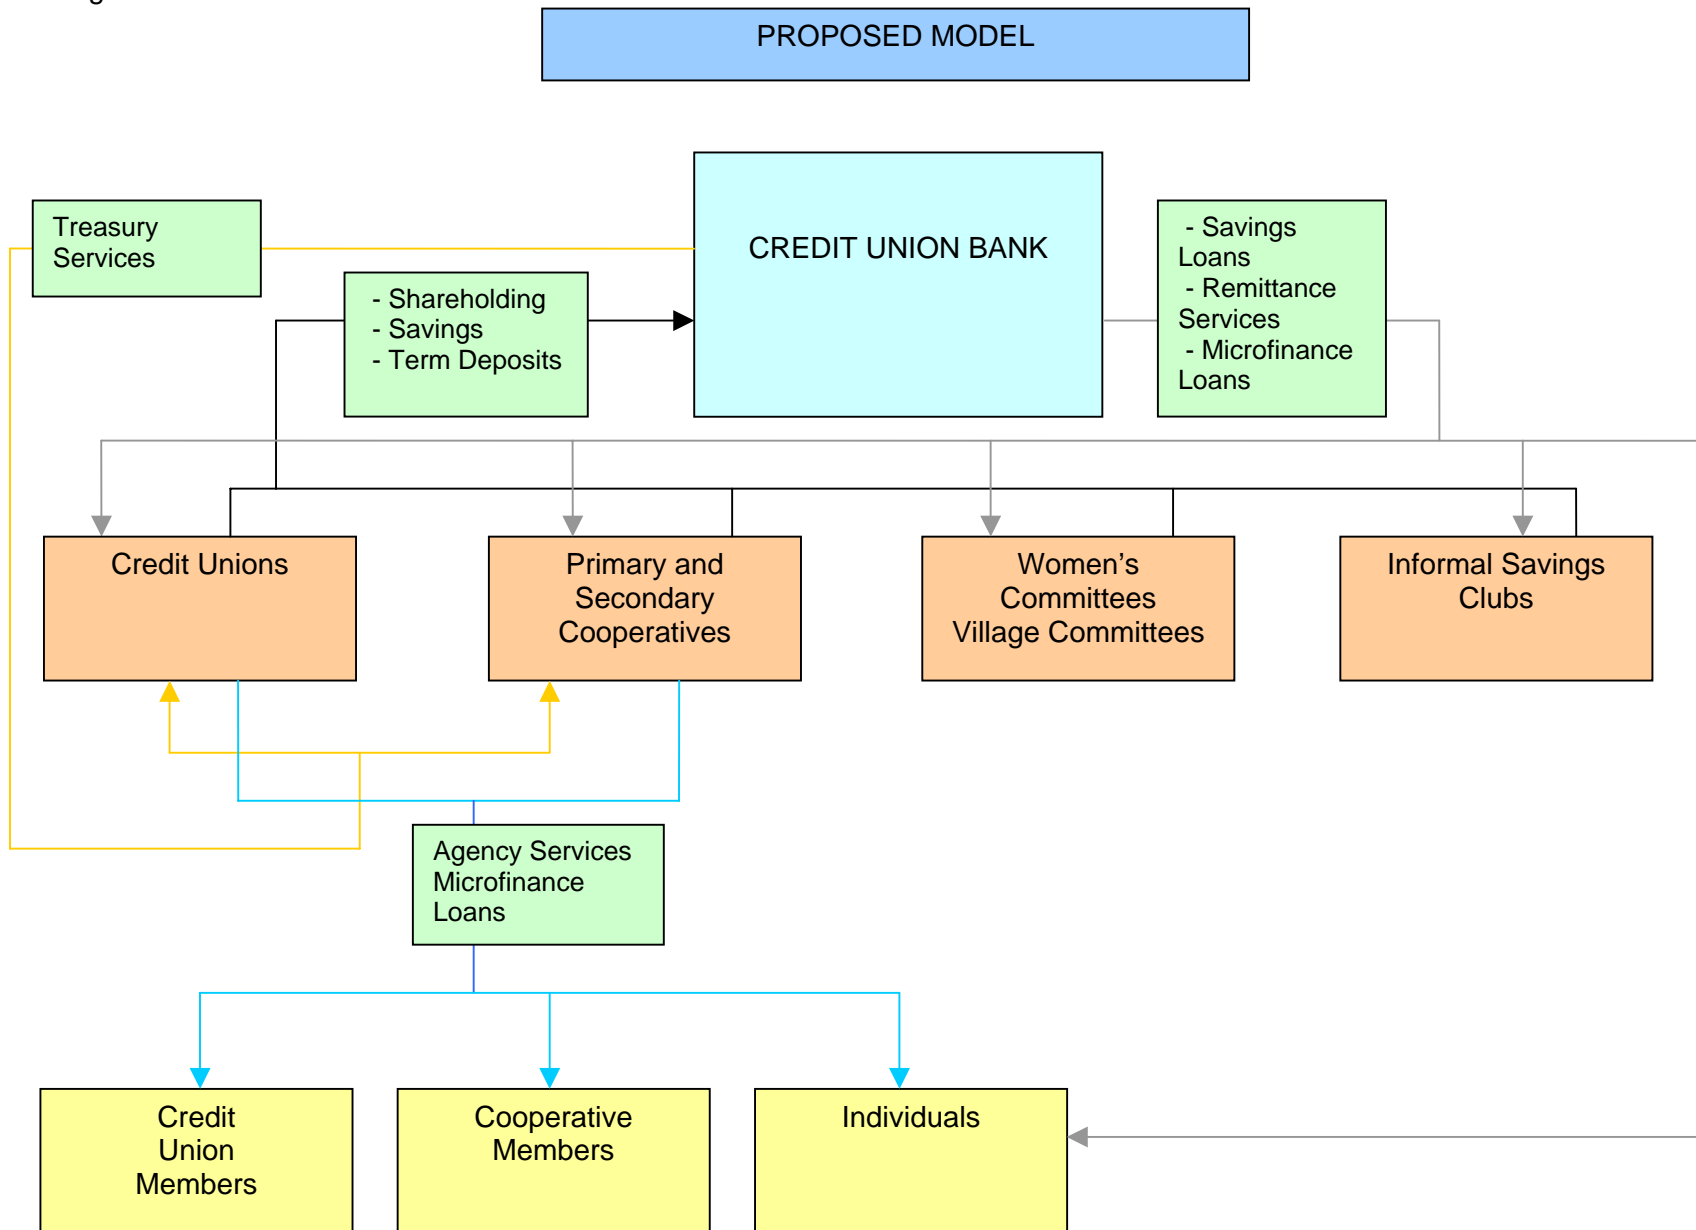 PROPOSED MODEL
Treasury
Services
- Shareholding
- Savings
- Term Deposits
CREDIT UNION BANK
- Savings
Loans
- Remittance
Services
- Microfinance
Loans
Credit Unions
Primary and
Secondary
Cooperatives
Women’s
Committees
Village Committees
Informal Savings
Clubs
Agency Services
Microfinance
Loans
Credit
Union
Members
Cooperative
Members
Individuals